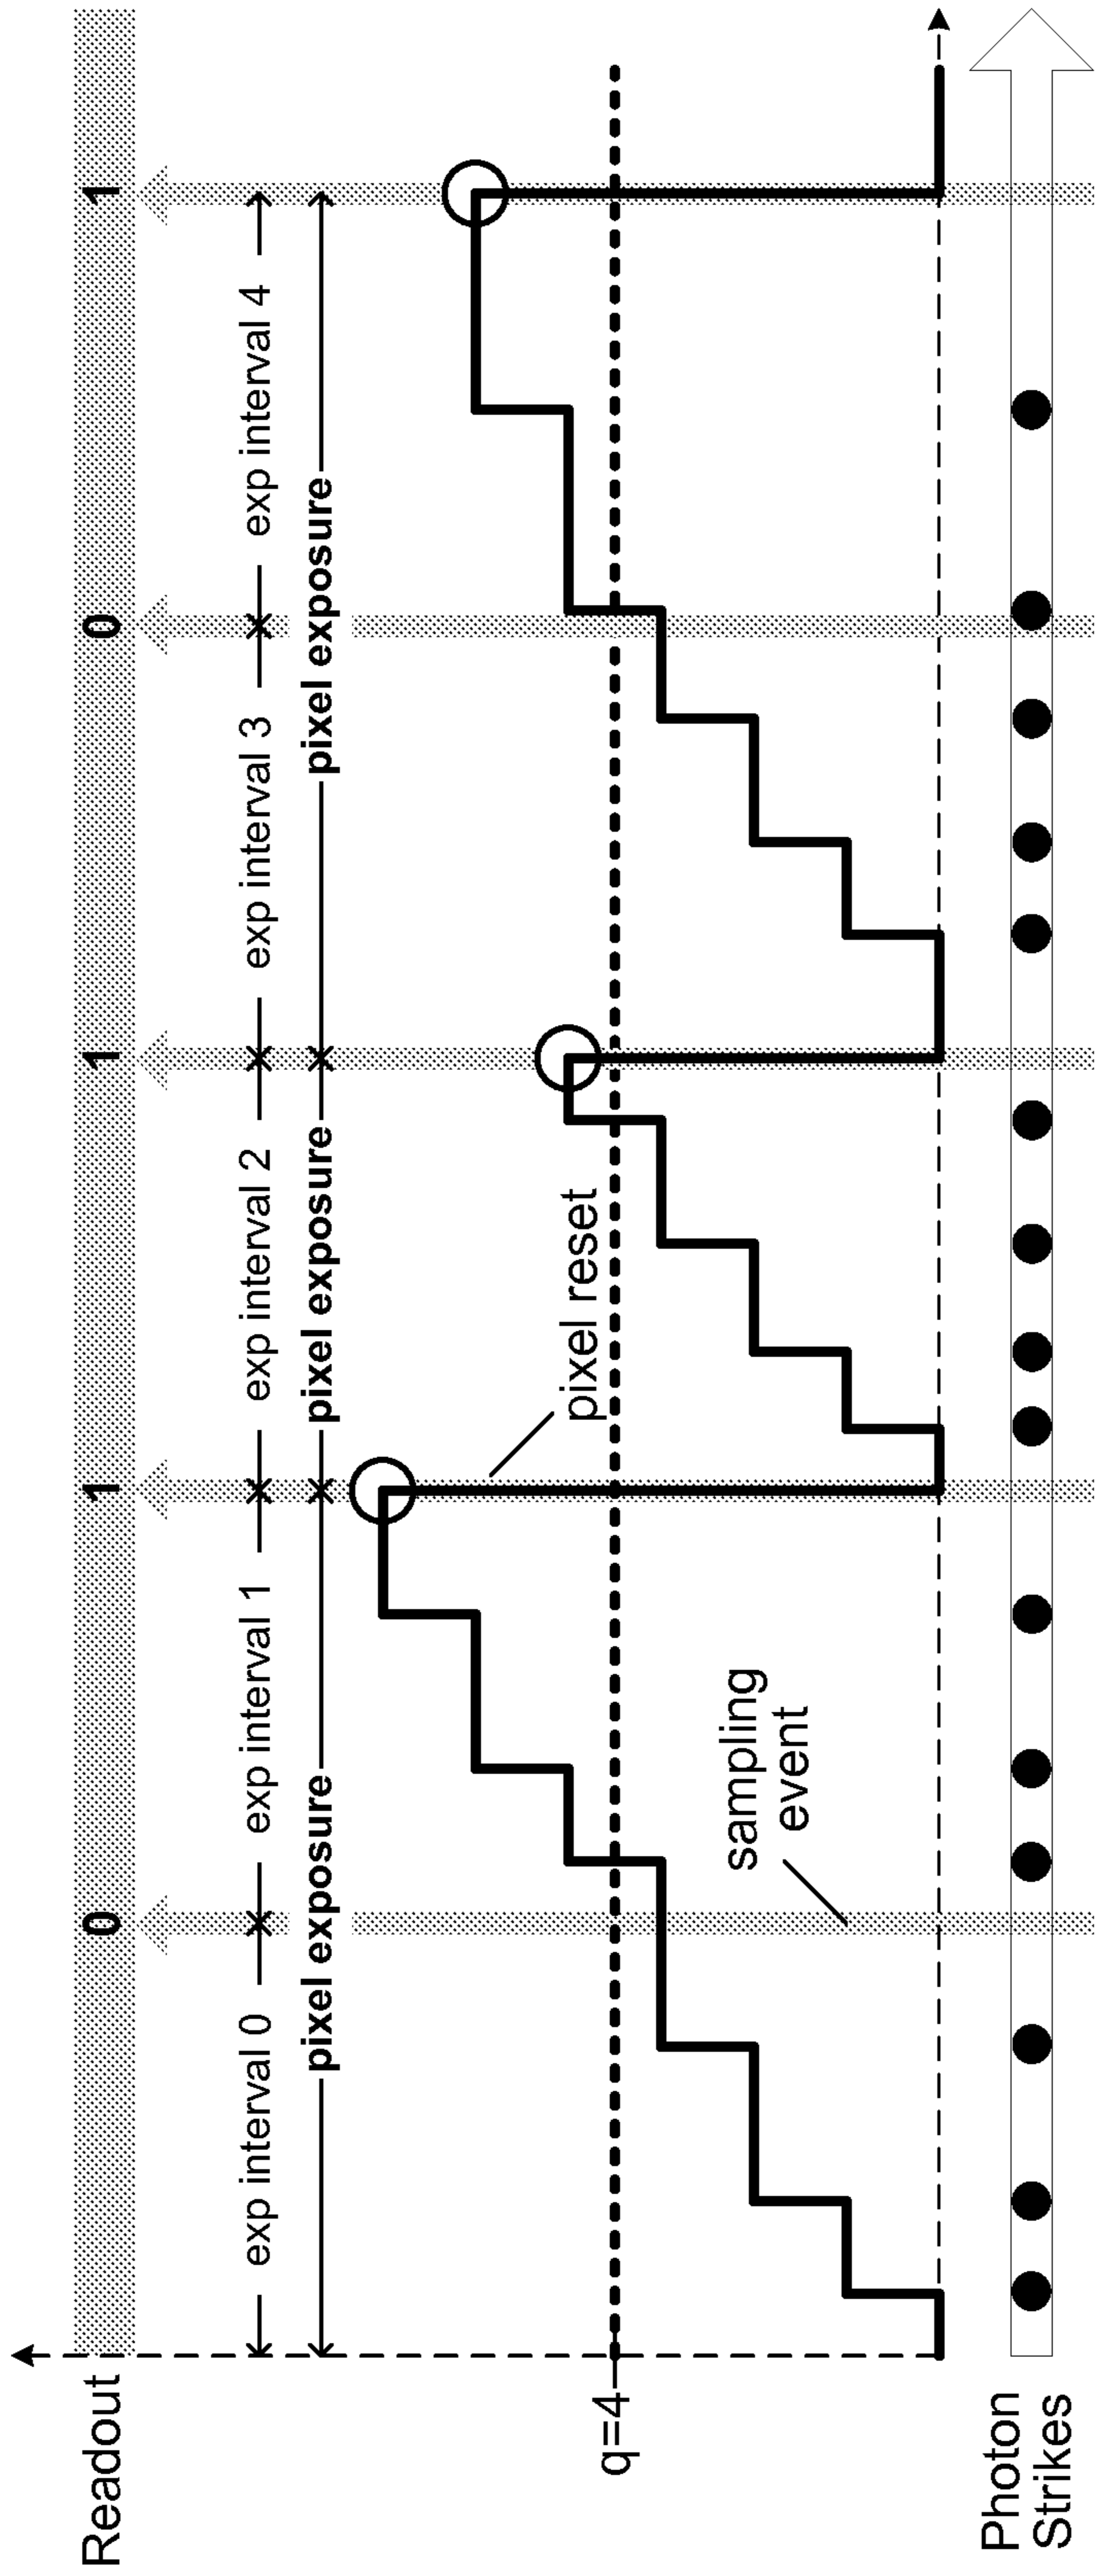 Readout
0
1
1
0
1
exp interval 0
exp interval 1
exp interval 2
exp interval 3
exp interval 4
pixel exposure
pixel exposure
pixel exposure
pixel reset
q=4
sampling
event
Photon
Strikes